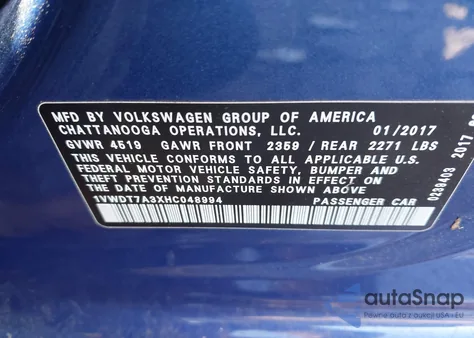 MFD BY VOLKSWAGEN GROUP OF AMERICA
CHATTANOOGA OPERATIONS, LLC. 01/2017
GVWR 4519 GAWR FRONT 2359 / REAR 2271 LBS
THIS VEHICLE CONFORMS TO ALL APPLICABLE U.S.
FEDERAL MOTOR VEHICLE SAFETY, BUMPER AND
THEFT PREVENTION STANDARDS IN EFFECT ON
THE DATE OF MANUFACTURE SHOWN ABOVE
1VWDT7A3XHC048994 PASSENGER CAR
0239403 2017
autoSnap